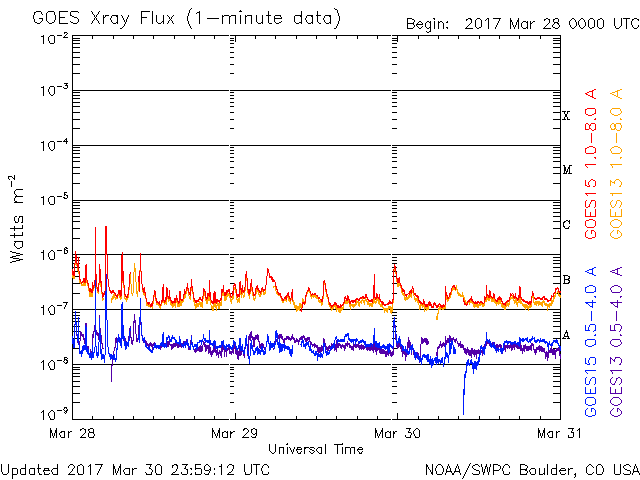 GOES Xray Flux (1-minute data)
Begin: 2017 Mar 28 0000 UTC
10⁻²
10⁻³
10⁻⁴
10⁻⁵
10⁻⁶
10⁻⁷
10⁻⁸
10⁻⁹
Watts m⁻²
X
M
C
B
A
GOES15 1.0-8.0 A
GOES13 1.0-8.0 A
GOES15 0.5-4.0 A
GOES13 0.5-4.0 A
Mar 28 Mar 29 Mar 30 Mar 31
Universal Time
Updated 2017 Mar 30 23:59:12 UTC
NOAA/SWPC Boulder, CO USA